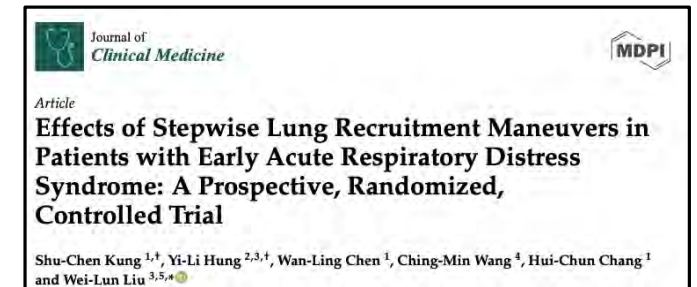 Journal of
Clinical Medicine
MDPI
Article
Effects of Stepwise Lung Recruitment Maneuvers in
Patients with Early Acute Respiratory Distress
Syndrome: A Prospective, Randomized,
Controlled Trial
Shu-Chen Kung 1,†, Yi-Li Hung 2,3,†, Wan-Ling Chen 1, Ching-Min Wang 4, Hui-Chun Chang 1
and Wei-Lun Liu 3,5,*